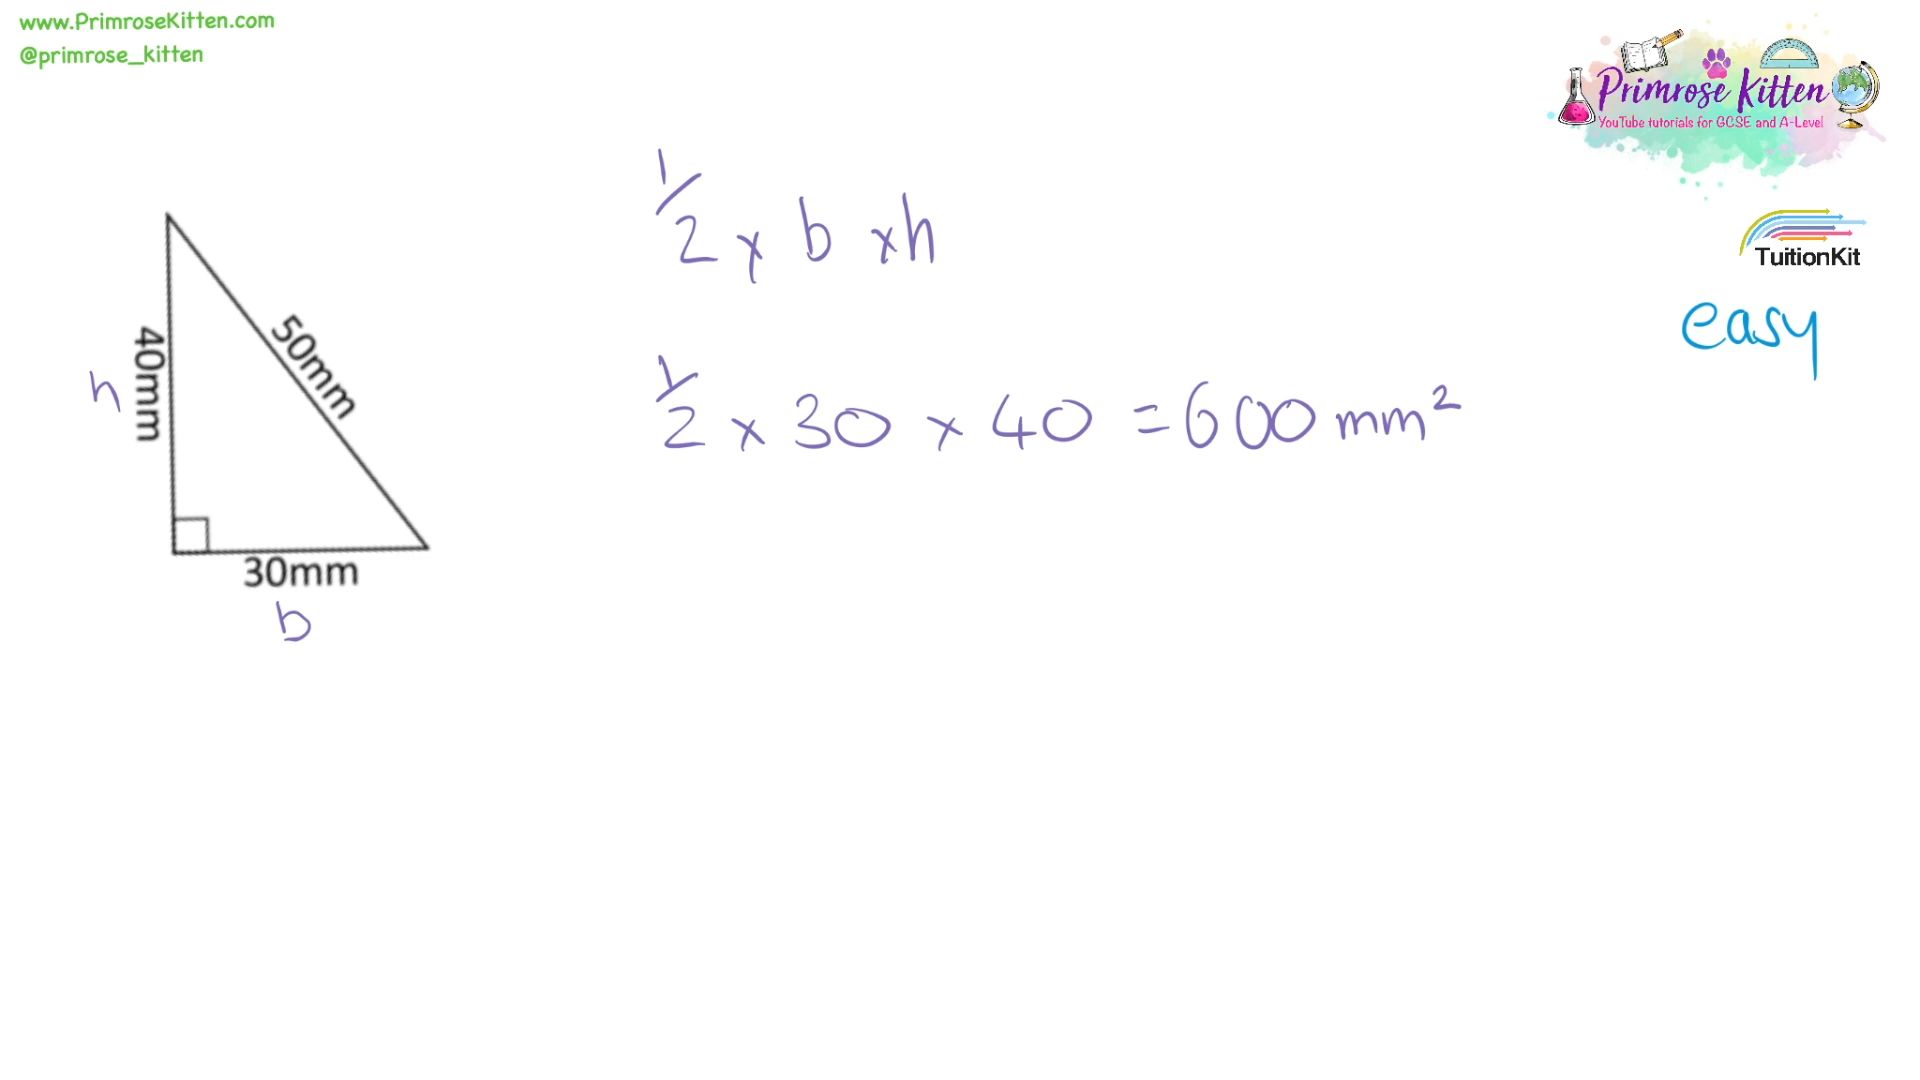 www.PrimroseKitten.com
@primrose_kitten
Primrose Kitten
YouTube tutorials for GCSE and A-Level
TuitionKit
easy
1/2 x b x h
1/2 x 30 x 40 = 600 mm²
40mm
h
50mm
30mm
b